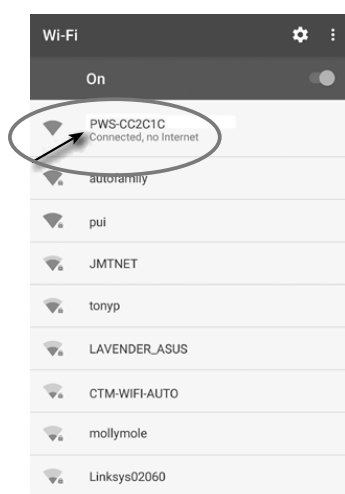 Wi-Fi
On
PWS-CC2C1C
Connected, no Internet
autofamily
pui
JMTNET
tonyp
LAVENDER_ASUS
CTM-WIFI-AUTO
mollymole
Linksys02060